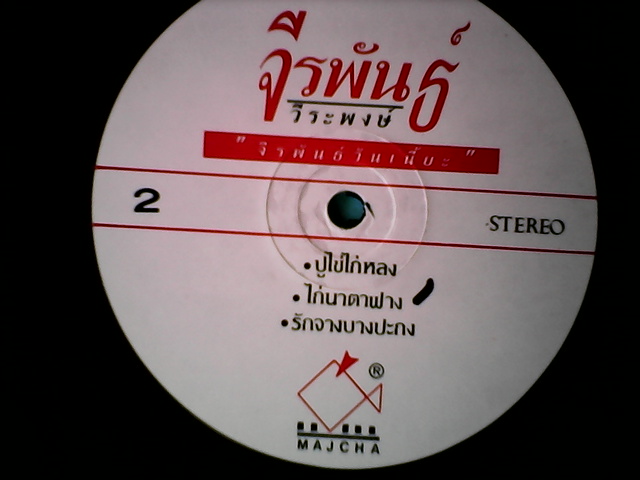 จีรพันธ์
วีระพงษ์
"จีรพันธ์วันเนี้ยะ"
2
STEREO
•ปูไข่ไก่หลง
•ไก่นาตาฟาง
•รักจางบางปะกง
®
MAJCHA